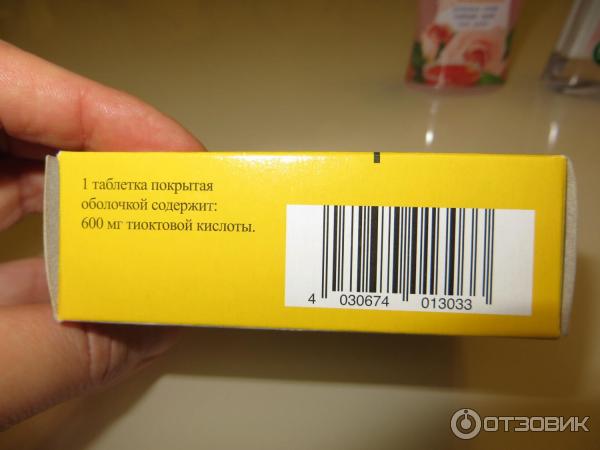 1 таблетка покрытая
оболочкой содержит:
600 мг тиоктовой кислоты.
4 030674 013033
ОТЗОВИК